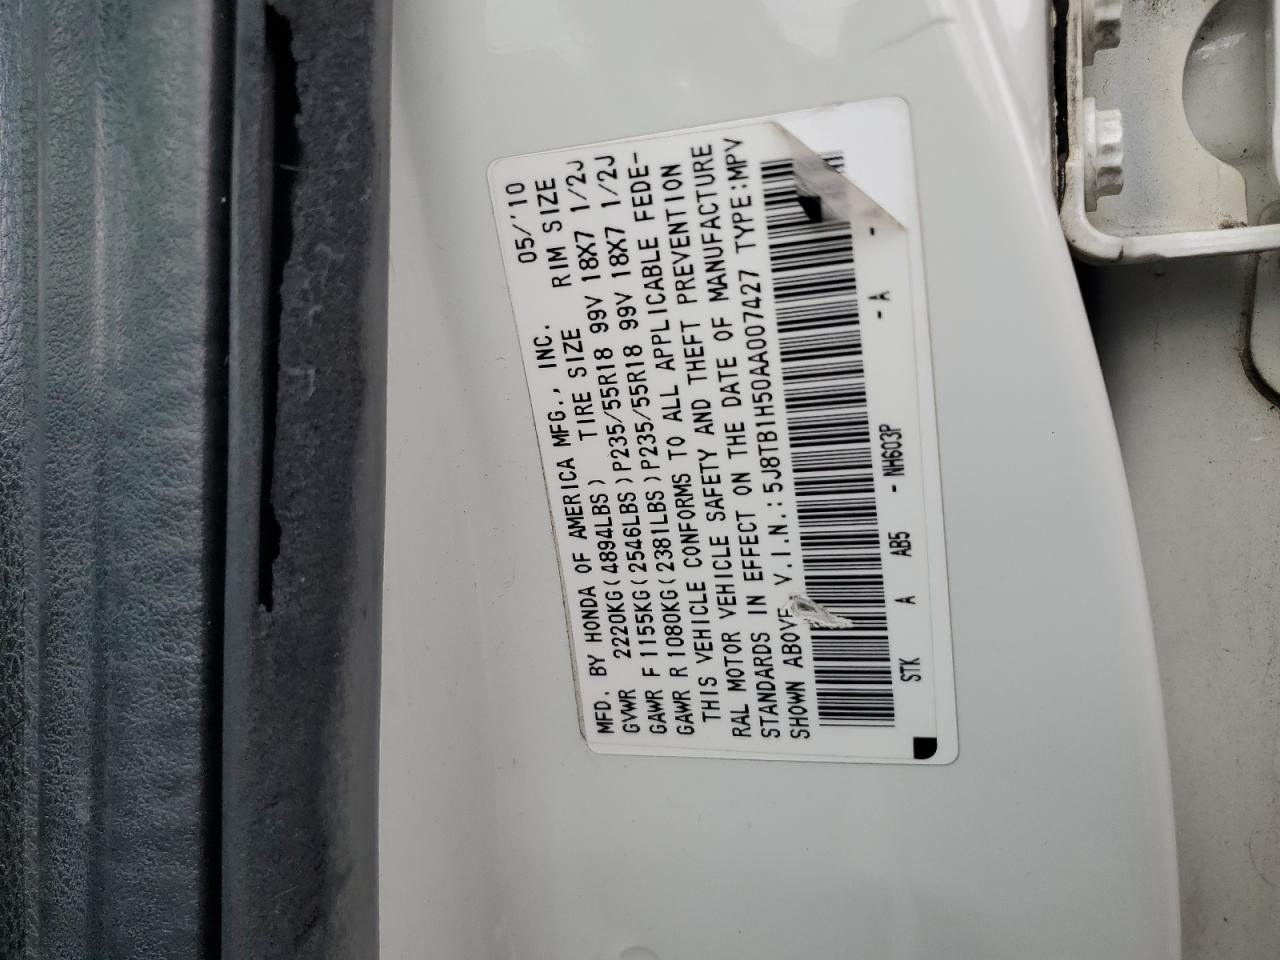 MFD. BY HONDA OF AMERICA MFG., INC. 05/'10
GVWR 2220KG(4894LBS) TIRE SIZE RIM SIZE
GAWR F 1155KG(2546LBS)P235/55R18 99V 18X7 1/2J
GAWR R 1080KG(2381LBS)P235/55R18 99V 18X7 1/2J
THIS VEHICLE CONFORMS TO ALL APPLICABLE FEDE-
RAL MOTOR VEHICLE SAFETY AND THEFT PREVENTION
STANDARDS IN EFFECT ON THE DATE OF MANUFACTURE
SHOWN ABOVE V.I.N.:5J8TB1H50AA007427 TYPE:MPV
STK A AB5 - NH603P - A -